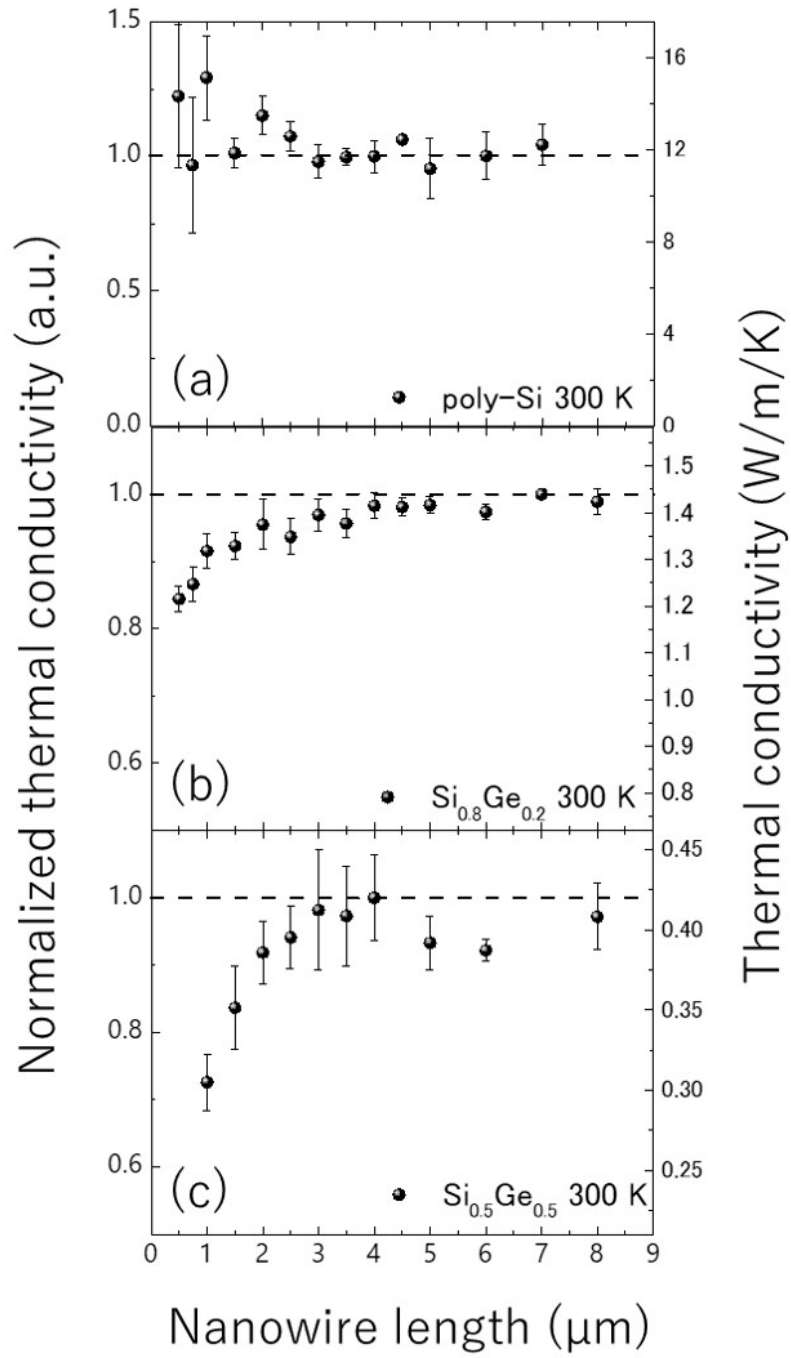 Normalized thermal conductivity (a.u.)
Thermal conductivity (W/m/K)
1.5
1.0
0.5
0.0
16
12
8
4
0
(a)
poly-Si 300 K
1.0
0.8
0.6
1.5
1.4
1.3
1.2
1.1
1.0
0.9
0.8
(b)
Si0.8Ge0.2 300 K
1.0
0.8
0.6
0.45
0.40
0.35
0.30
0.25
(c)
Si0.5Ge0.5 300 K
0 1 2 3 4 5 6 7 8 9
Nanowire length (μm)